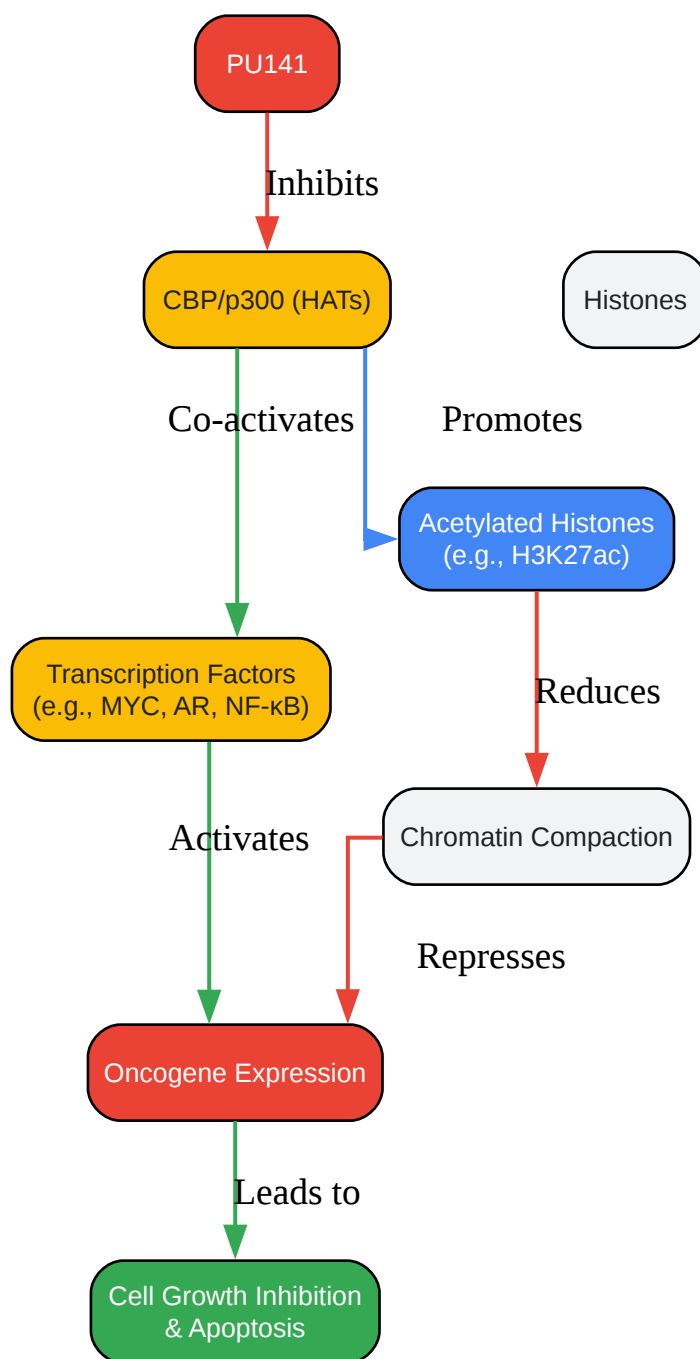 PU141
Inhibits
CBP/p300 (HATs)
Histones
Co-activates
Promotes
Acetylated Histones
(e.g., H3K27ac)
Transcription Factors
(e.g., MYC, AR, NF-κB)
Reduces
Activates
Chromatin Compaction
Represses
Oncogene Expression
Leads to
Cell Growth Inhibition
& Apoptosis